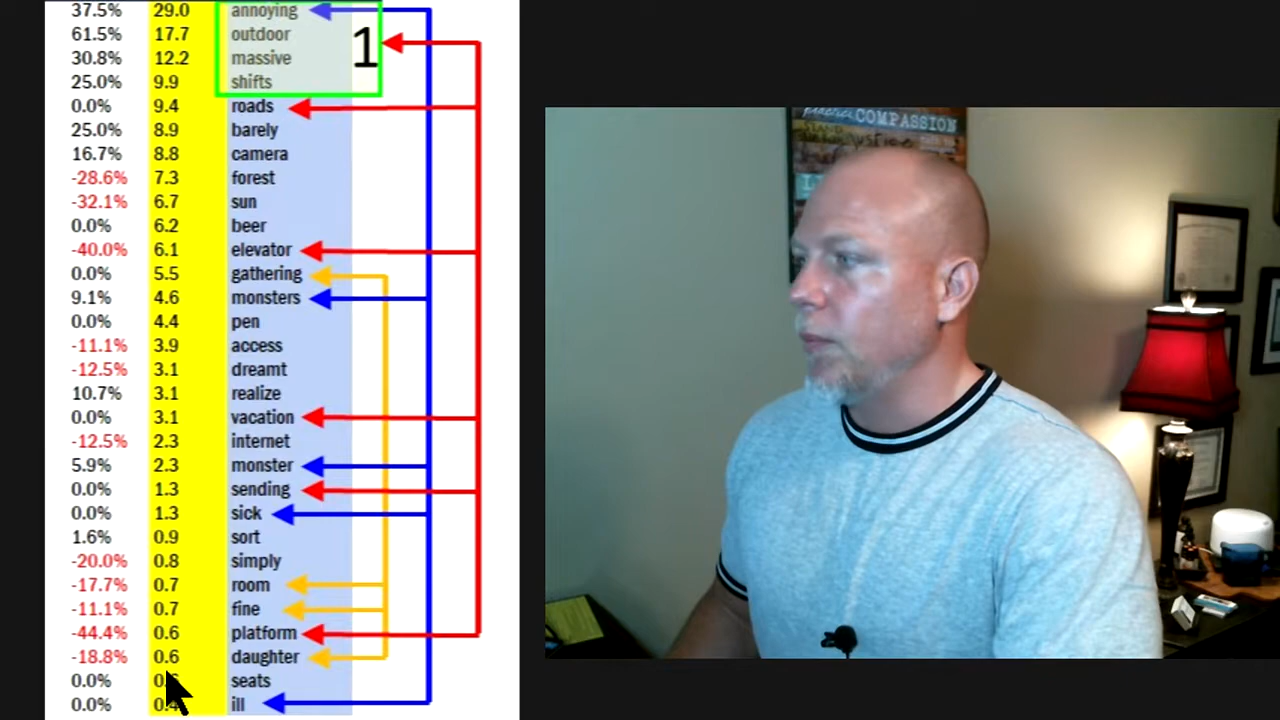 37.5% 29.0 annoying
61.5% 17.7 outdoor
30.8% 12.2 massive
25.0% 9.9 shifts
1
0.0% 9.4 roads
25.0% 8.9 barely
16.7% 8.8 camera
-28.6% 7.3 forest
-32.1% 6.7 sun
0.0% 6.2 beer
-40.0% 6.1 elevator
0.0% 5.5 gathering
9.1% 4.6 monsters
0.0% 4.4 pen
-11.1% 3.9 access
-12.5% 3.1 dreamt
10.7% 3.1 realize
0.0% 3.1 vacation
-12.5% 2.3 internet
5.9% 2.3 monster
0.0% 1.3 sending
0.0% 1.3 sick
1.6% 0.9 sort
-20.0% 0.8 simply
-17.7% 0.7 room
-11.1% 0.7 fine
-44.4% 0.6 platform
-18.8% 0.6 daughter
0.0% seats
0.0% ill
practice COMPASSION